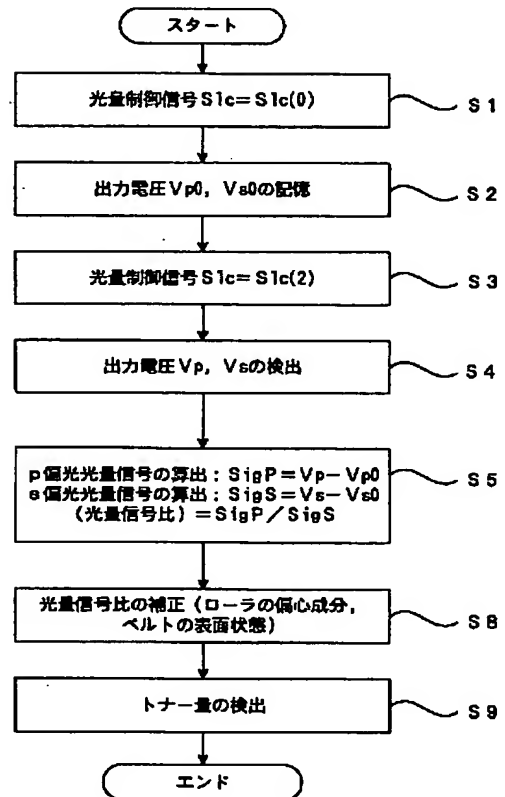 スタート
光量制御信号Slc=Slc(0)
S1
出力電圧Vp0，Vs0の記憶
S2
光量制御信号Slc=Slc(2)
S3
出力電圧Vp，Vsの検出
S4
p偏光光量信号の算出：SigP＝Vp－Vp0
s偏光光量信号の算出：SigS＝Vs－Vs0
（光量信号比）＝SigP／SigS
S5
光量信号比の補正（ローラの偏心成分，
ベルトの表面状態）
S8
トナー量の検出
S9
エンド